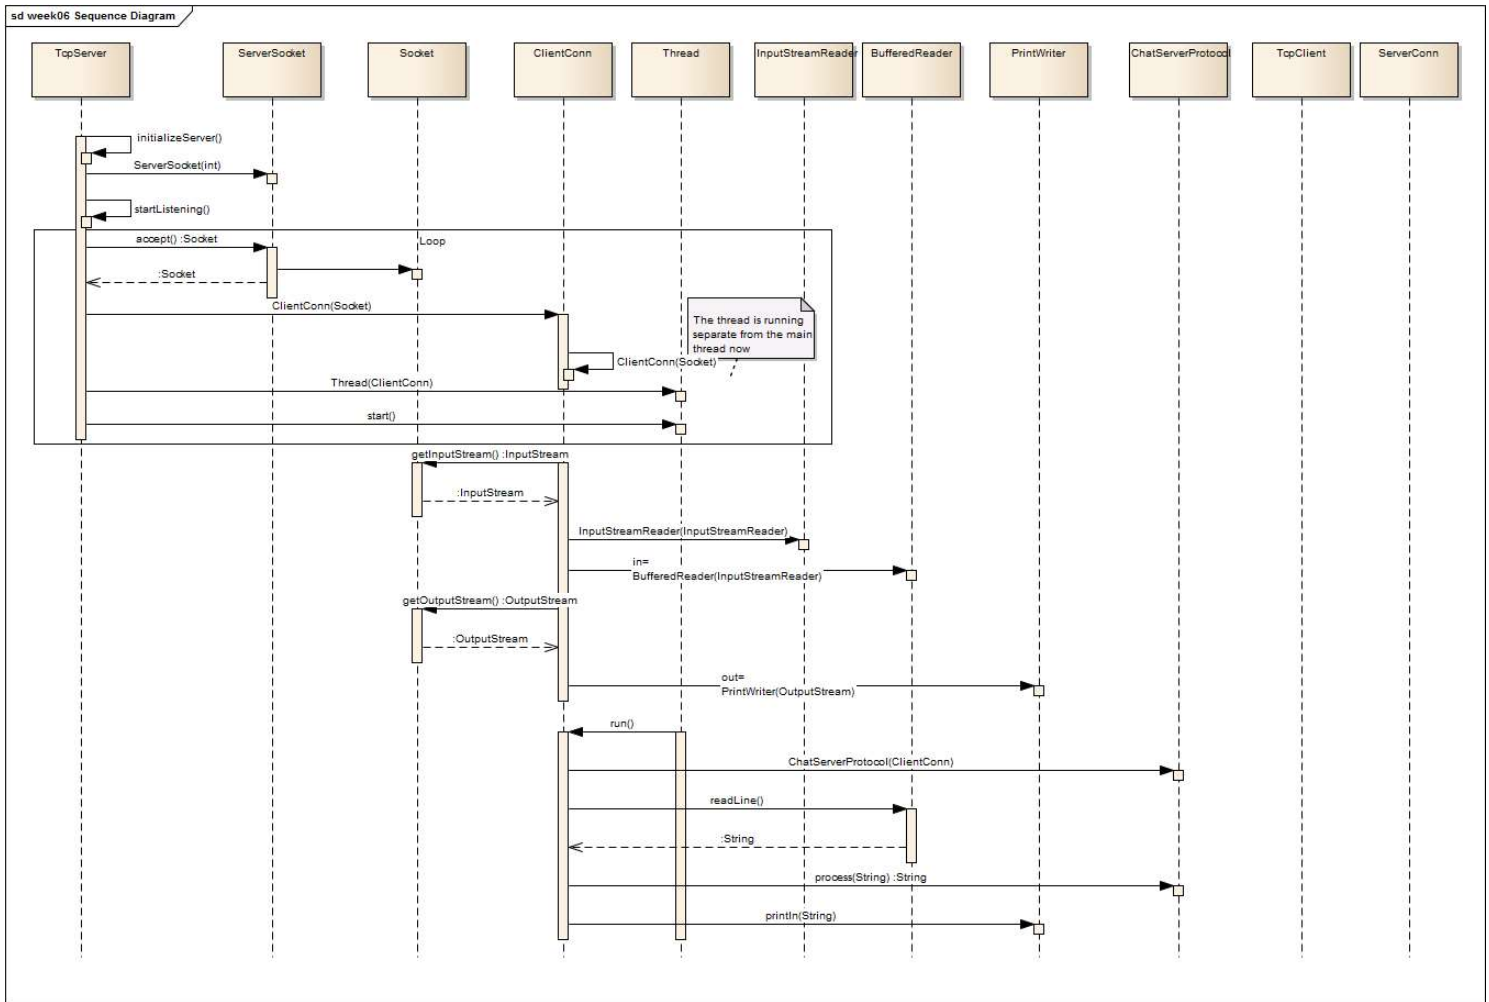 sd week06 Sequence Diagram
TcpServer
ServerSocket
Socket
ClientConn
Thread
InputStreamReader
BufferedReader
PrintWriter
ChatServerProtocol
TcpClient
ServerConn
initializeServer()
ServerSocket(int)
startListening()
accept() :Socket
Loop
:Socket
ClientConn(Socket)
The thread is running
separate from the main
thread now
ClientConn(Socket)
Thread(ClientConn)
start()
getInputStream() :InputStream
:InputStream
InputStreamReader(InputStreamReader)
in=
BufferedReader(InputStreamReader)
getOutputStream() :OutputStream
:OutputStream
out=
PrintWriter(OutputStream)
run()
ChatServerProtocol(ClientConn)
readLine()
:String
process(String) :String
println(String)